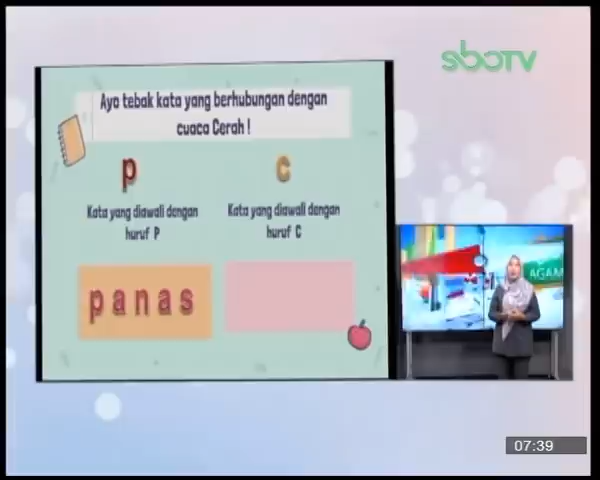 sboTV
Ayo tebak kata yang berhubungan dengan
cuaca Cerah !
p
c
Kata yang diawali dengan
huruf P
Kata yang diawali dengan
huruf C
panas
AGAM
07:39